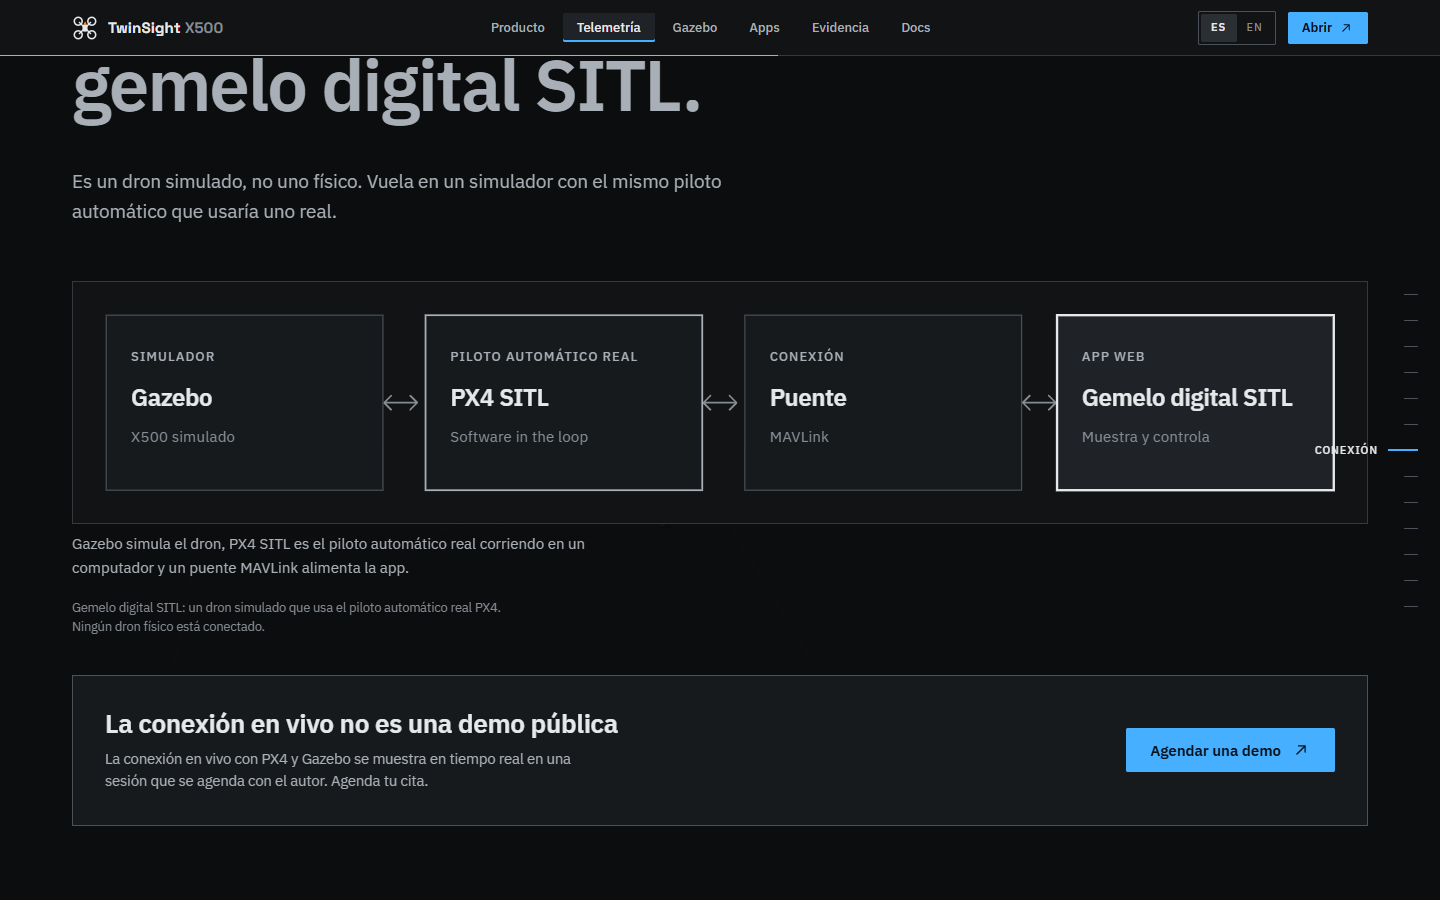 TwinSight X500
Producto
Telemetría
Gazebo
Apps
Evidencia
Docs
ES
EN
Abrir
gemelo digital SITL.
Es un dron simulado, no uno físico. Vuela en un simulador con el mismo piloto
automático que usaría uno real.
SIMULADOR
Gazebo
X500 simulado
PILOTO AUTOMÁTICO REAL
PX4 SITL
Software in the loop
CONEXIÓN
Puente
MAVLink
APP WEB
Gemelo digital SITL
Muestra y controla
CONEXIÓN
Gazebo simula el dron, PX4 SITL es el piloto automático real corriendo en un
computador y un puente MAVLink alimenta la app.
Gemelo digital SITL: un dron simulado que usa el piloto automático real PX4.
Ningún dron físico está conectado.
La conexión en vivo no es una demo pública
La conexión en vivo con PX4 y Gazebo se muestra en tiempo real en una
sesión que se agenda con el autor. Agenda tu cita.
Agendar una demo